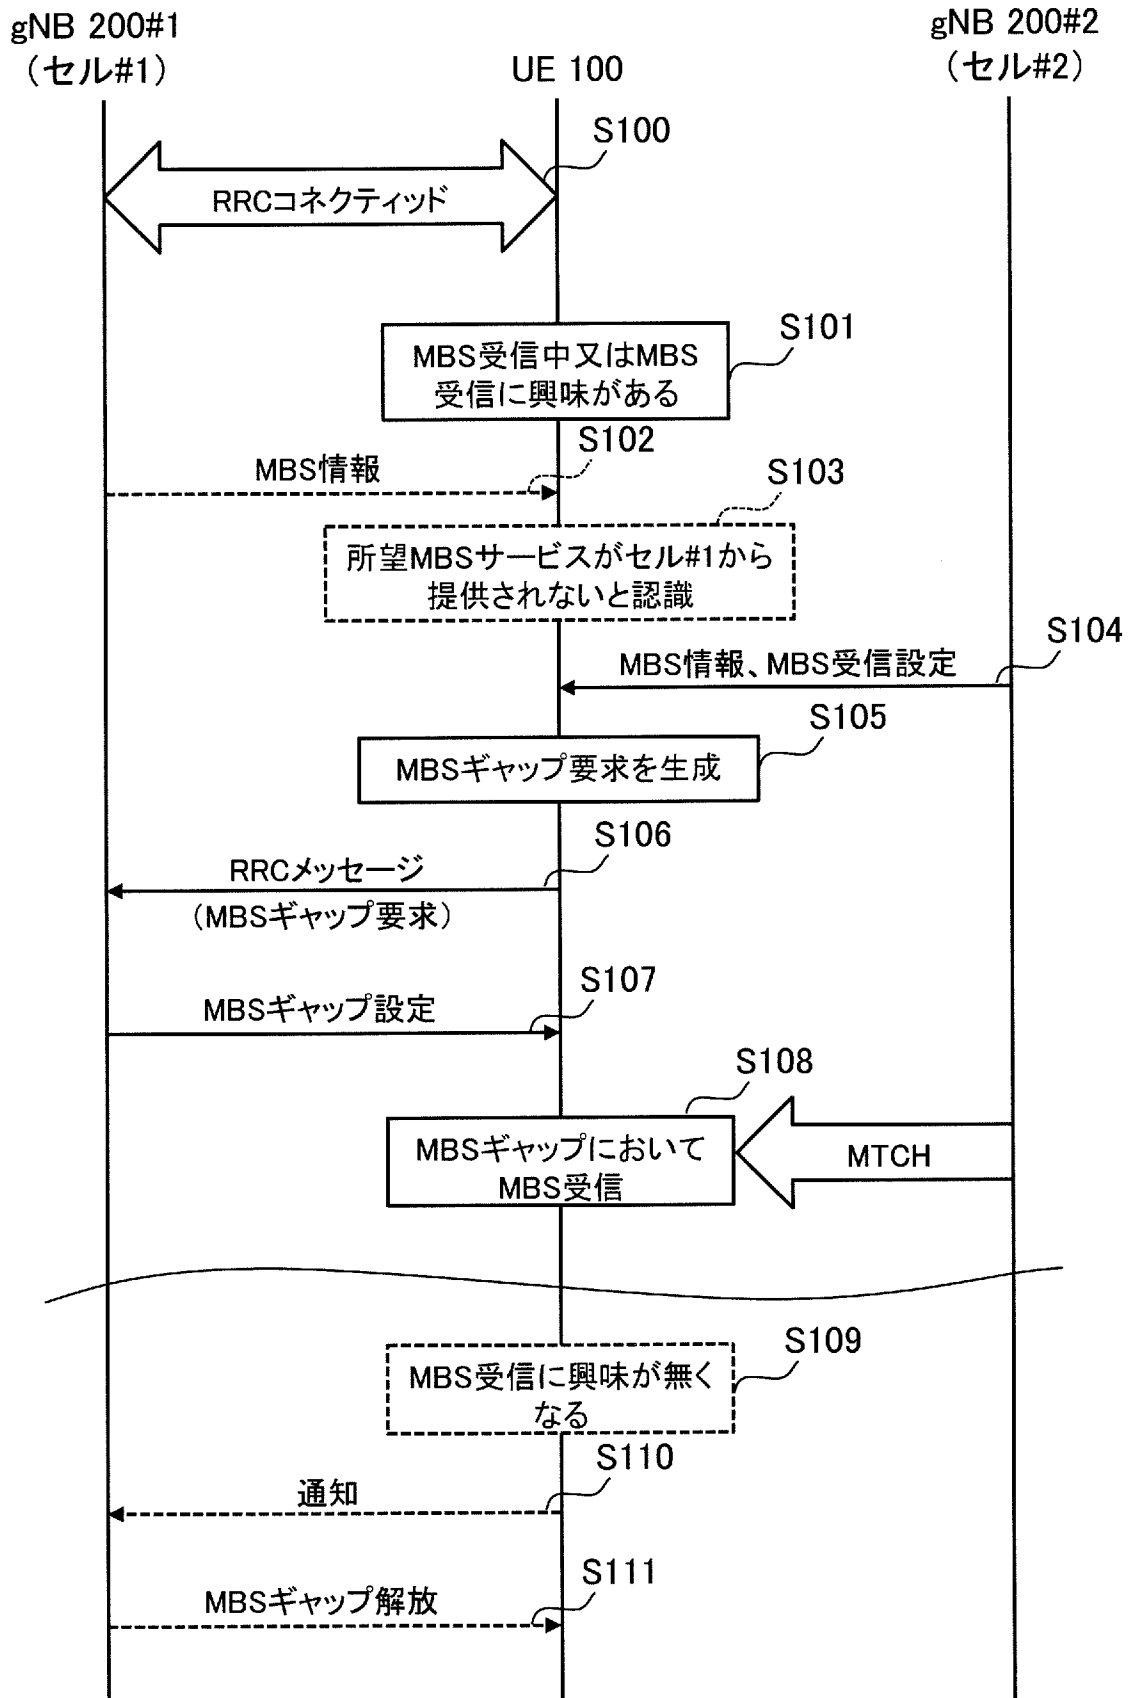 gNB 200#1
(セル#1)
UE 100
gNB 200#2
(セル#2)
S100
RRCコネクティッド
S101
MBS受信中又はMBS
受信に興味がある
S102
MBS情報
S103
所望MBSサービスがセル#1から
提供されないと認識
S104
MBS情報、MBS受信設定
S105
MBSギャップ要求を生成
S106
RRCメッセージ
(MBSギャップ要求)
S107
MBSギャップ設定
S108
MBSギャップにおいて
MBS受信
MTCH
S109
MBS受信に興味が無く
なる
S110
通知
S111
MBSギャップ解放